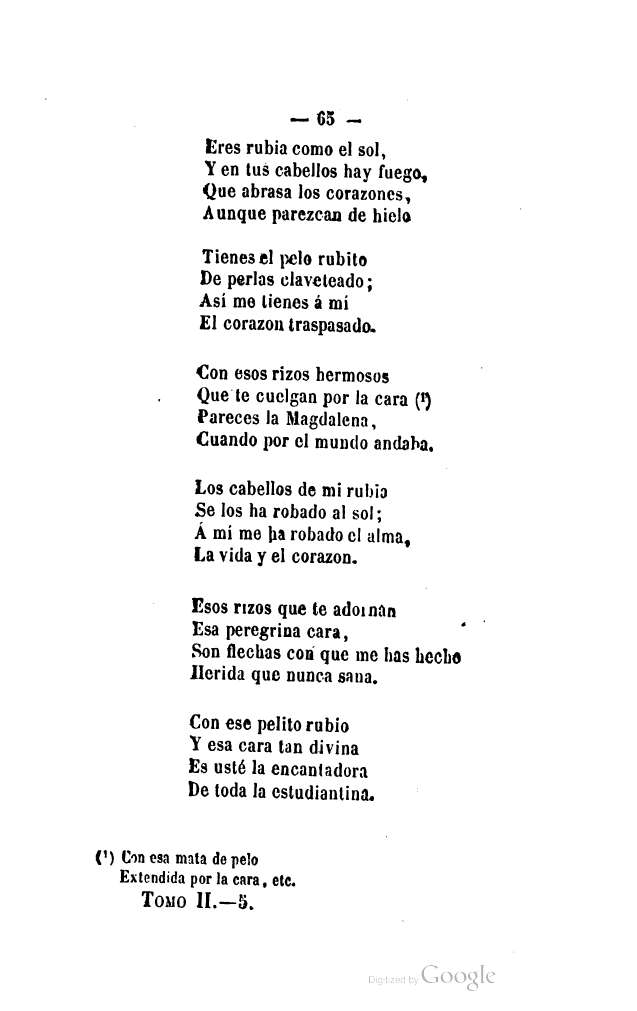 — 65 —
Eres rubia como el sol,
Y en tus cabellos hay fuego,
Que abrasa los corazones,
Aunque parezcan de hielo
Tienes el pelo rubito
De perlas claveteado;
Así me tienes á mí
El corazon traspasado.
Con esos rizos hermosos
Que te cuelgan por la cara (¹)
Pareces la Magdalena,
Cuando por el mundo andaba.
Los cabellos de mi rubia
Se los ha robado al sol;
Á mí me ha robado el alma,
La vida y el corazon.
Esos rizos que te adornan
Esa peregrina cara,
Son flechas con que me has hecho
Herida que nunca sana.
Con ese pelito rubio
Y esa cara tan divina
Es usté la encantadora
De toda la estudiantina.
(¹) Con esa mata de pelo
Extendida por la cara, etc.
TOMO II.—5.
Digitized by Google